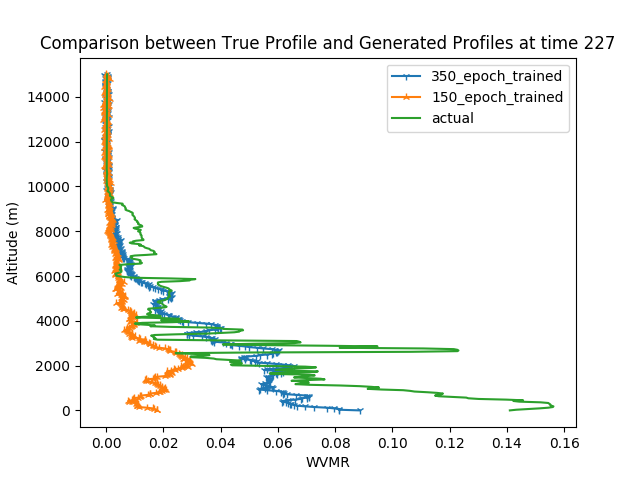 Comparison between True Profile and Generated Profiles at time 227
350_epoch_trained
150_epoch_trained
actual
Altitude (m)
14000
12000
10000
8000
6000
4000
2000
0
0.00 0.02 0.04 0.06 0.08 0.10 0.12 0.14 0.16
WVMR